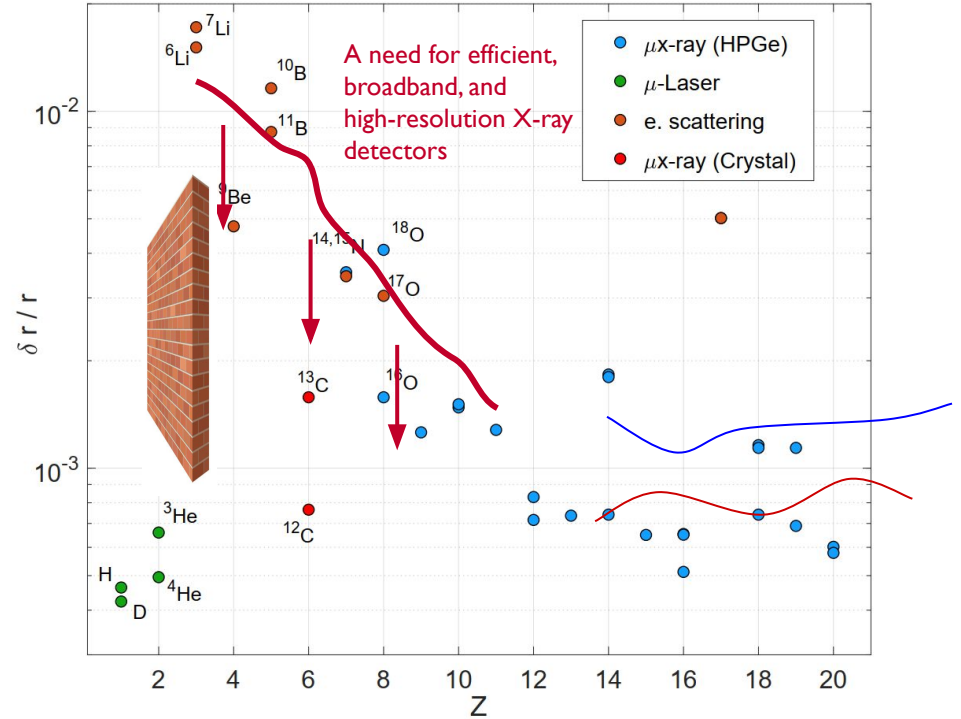 ⁷Li
⁶Li
¹⁰B
¹¹B
A need for efficient,
broadband, and
high-resolution X-ray
detectors
μx-ray (HPGe)
μ-Laser
e. scattering
μx-ray (Crystal)
10⁻²
⁹Be
¹⁴,¹⁵N
¹⁸O
¹⁷O
δ r / r
¹³C
¹⁶O
10⁻³
³He
¹²C
H
⁴He
D
2 4 6 8 10 12 14 16 18 20
Z